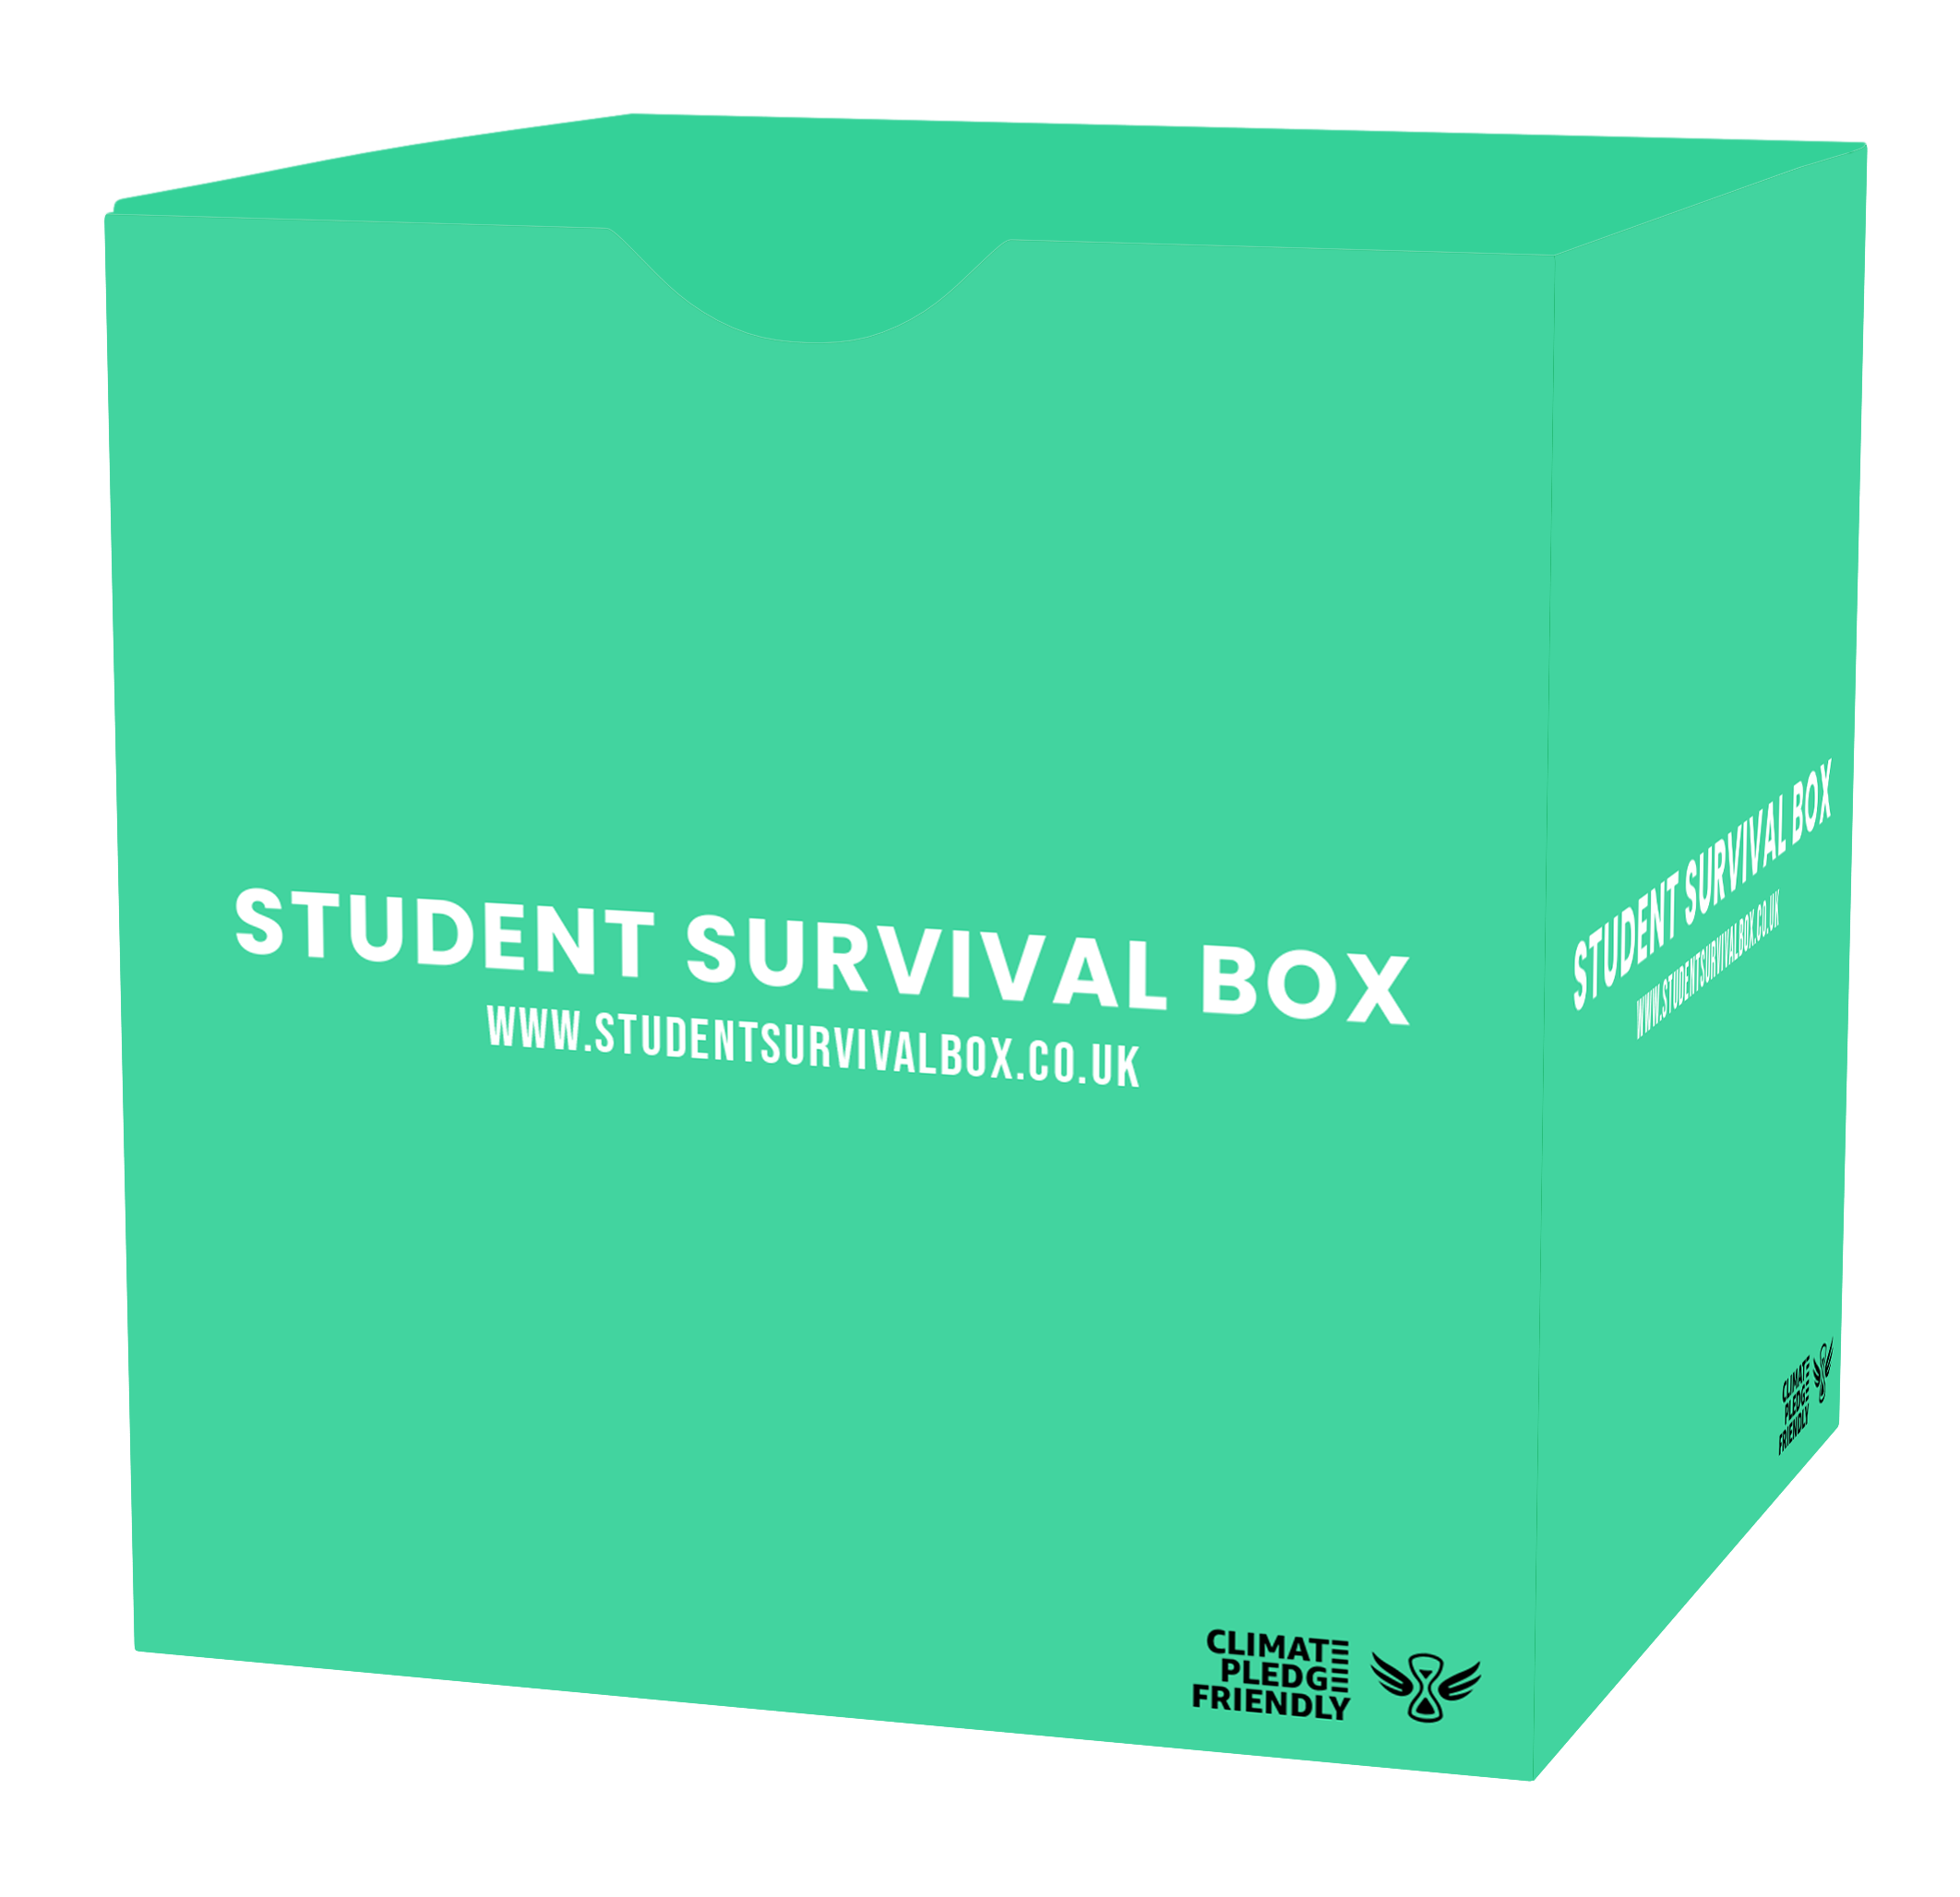 STUDENT SURVIVAL BOX
WWW.STUDENTSURVIVALBOX.CO.UK
CLIMATE
PLEDGE
FRIENDLY
STUDENT SURVIVAL BOX
WWW.STUDENTSURVIVALBOX.CO.UK
CLIMATE
PLEDGE
FRIENDLY